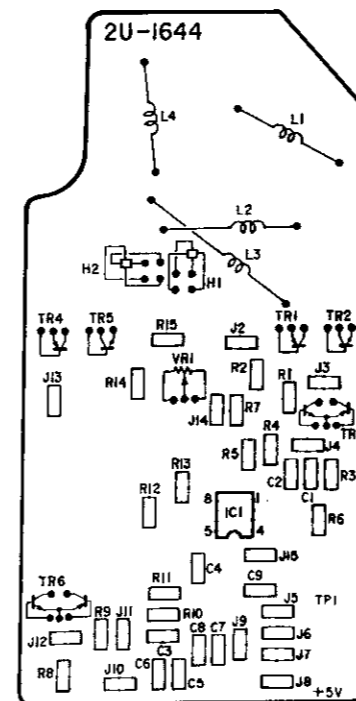 2U-1644
L4
L1
L2
L3
H2
H1
TR4
TR5
R15
J2
TR1
TR2
J13
R14
VR1
R2
R1
J3
J14
R7
TR
R4
J4
R5
R13
C2
C1
R3
R12
8
1
IC1
5
4
R6
C4
J15
R11
C9
TR6
TP1
J12
R9
J11
R10
J5
C3
C8
C7
J9
J6
J7
R8
J10
C6
C5
J8
+5V